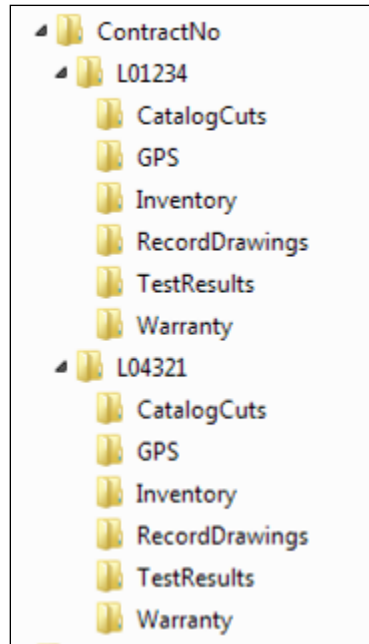 ContractNo
L01234
CatalogCuts
GPS
Inventory
RecordDrawings
TestResults
Warranty
L04321
CatalogCuts
GPS
Inventory
RecordDrawings
TestResults
Warranty